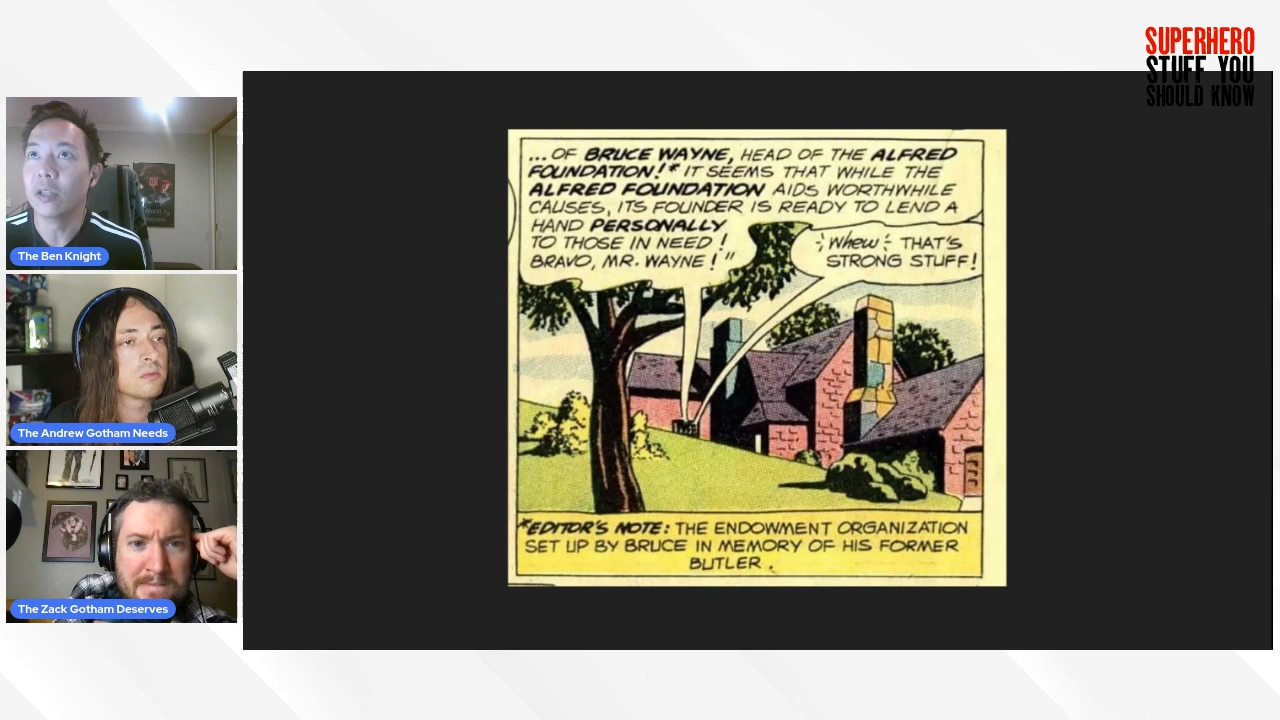 SUPERHERO
STUFF YOU
SHOULD KNOW
The Ben Knight
The Andrew Gotham Needs
The Zack Gotham Deserves
...OF BRUCE WAYNE, HEAD OF THE ALFRED
FOUNDATION!* IT SEEMS THAT WHILE THE
ALFRED FOUNDATION AIDS WORTHWHILE
CAUSES, ITS FOUNDER IS READY TO LEND A
HAND PERSONALLY
TO THOSE IN NEED!
BRAVO, MR. WAYNE!"
Whew! THAT'S
STRONG STUFF!
*EDITOR'S NOTE: THE ENDOWMENT ORGANIZATION
SET UP BY BRUCE IN MEMORY OF HIS FORMER
BUTLER.